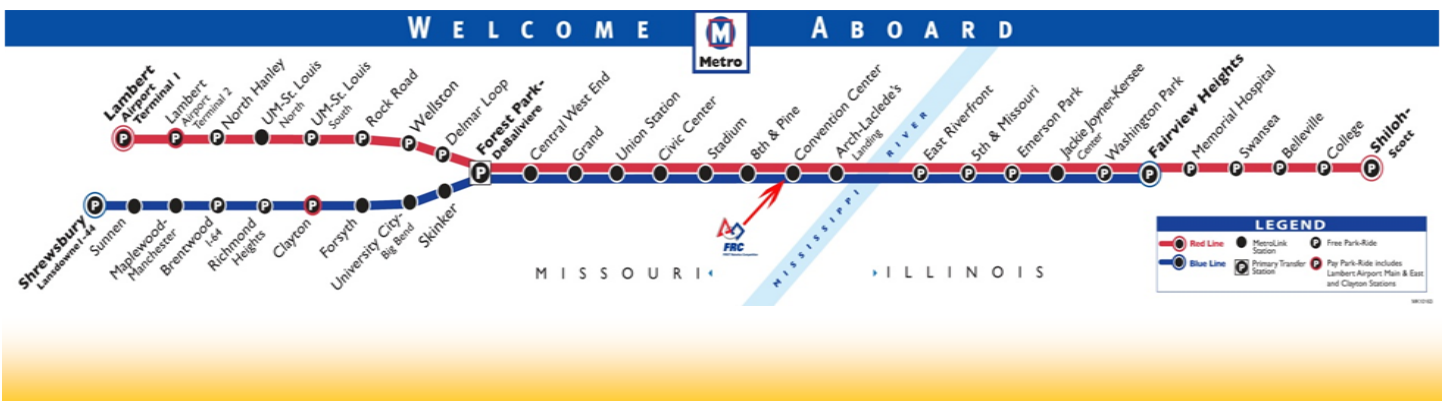 WELCOME ABOARD
M
Metro
Lambert
Airport
Terminal 1
Lambert
Airport
Terminal 2
North Hanley
UM-St. Louis
North
UM-St. Louis
South
Rock Road
Wellston
Delmar Loop
Forest Park-
DeBaliviere
Central West End
Grand
Union Station
Civic Center
Stadium
8th & Pine
Convention Center
Arch-Laclede's
Landing
East Riverfront
5th & Missouri
Emerson Park
Jackie Joyner-Kersee
Center
Washington Park
Fairview Heights
Memorial Hospital
Swansea
Belleville
College
Shiloh-
Scott
Shrewsbury
Lansdowne I-44
Sunnen
Maplewood-
Manchester
Brentwood
I-64
Richmond
Heights
Clayton
Forsyth
University City-
Big Bend
Skinker
FRC
MISSOURI
MISSISSIPPI RIVER
ILLINOIS
LEGEND
Red Line
MetroLink
Station
P Free Park-Ride
Blue Line
P Primary Transfer
Station
P Pay Park-Ride includes
Lambert Airport Main & East
and Clayton Stations